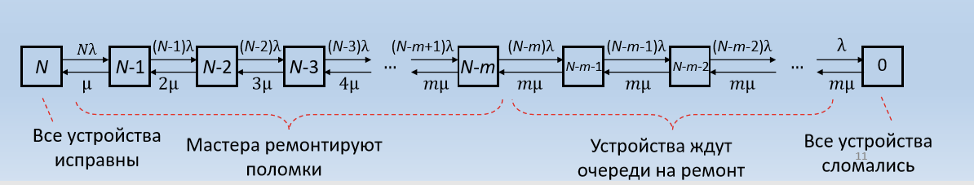 Nλ (N-1)λ (N-2)λ (N-3)λ (N-m+1)λ (N-m)λ (N-m-1)λ (N-m-2)λ λ
N N-1 N-2 N-3 ... N-m N-m-1 N-m-2 ... 0
μ 2μ 3μ 4μ mμ mμ mμ mμ mμ
Все устройства
исправны
Мастера ремонтируют
поломки
Устройства ждут
очереди на ремонт
Все устройства
сломались
11